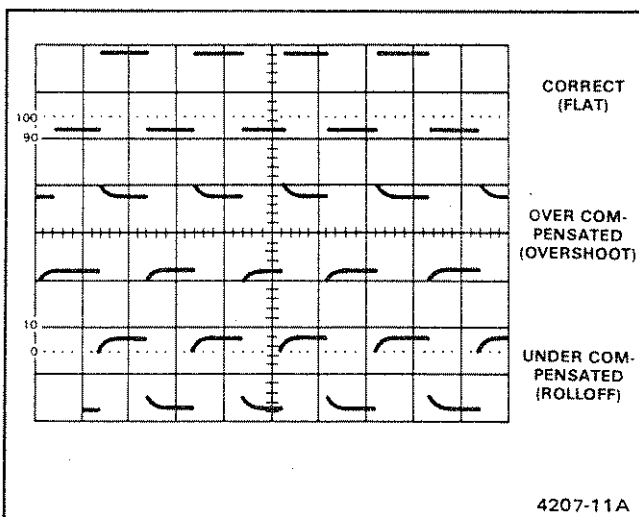 CORRECT
(FLAT)
100
90
OVER COM-
PENSATED
(OVERSHOOT)
10
0
UNDER COM-
PENSATED
(ROLLOFF)
4207-11A